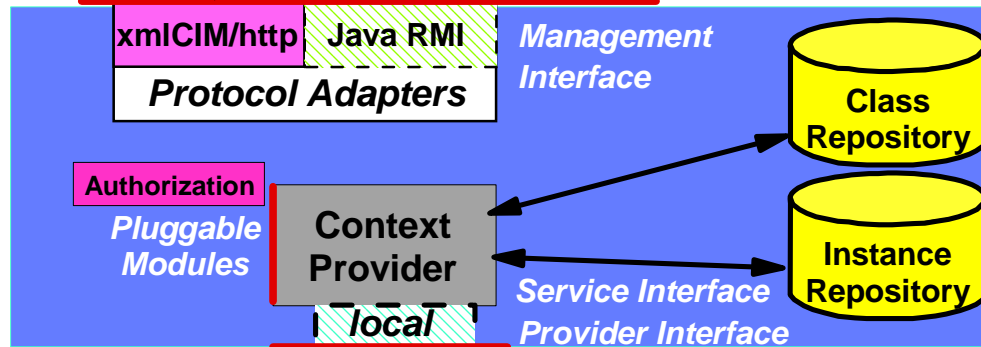 xmlCIM/http
Java RMI
Protocol Adapters
Management
Interface
Class
Repository
Authorization
Pluggable
Modules
Context
Provider
Instance
Repository
Service Interface
Provider Interface
local